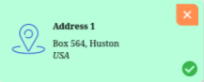 Address 1
Box 564, Huston
USA